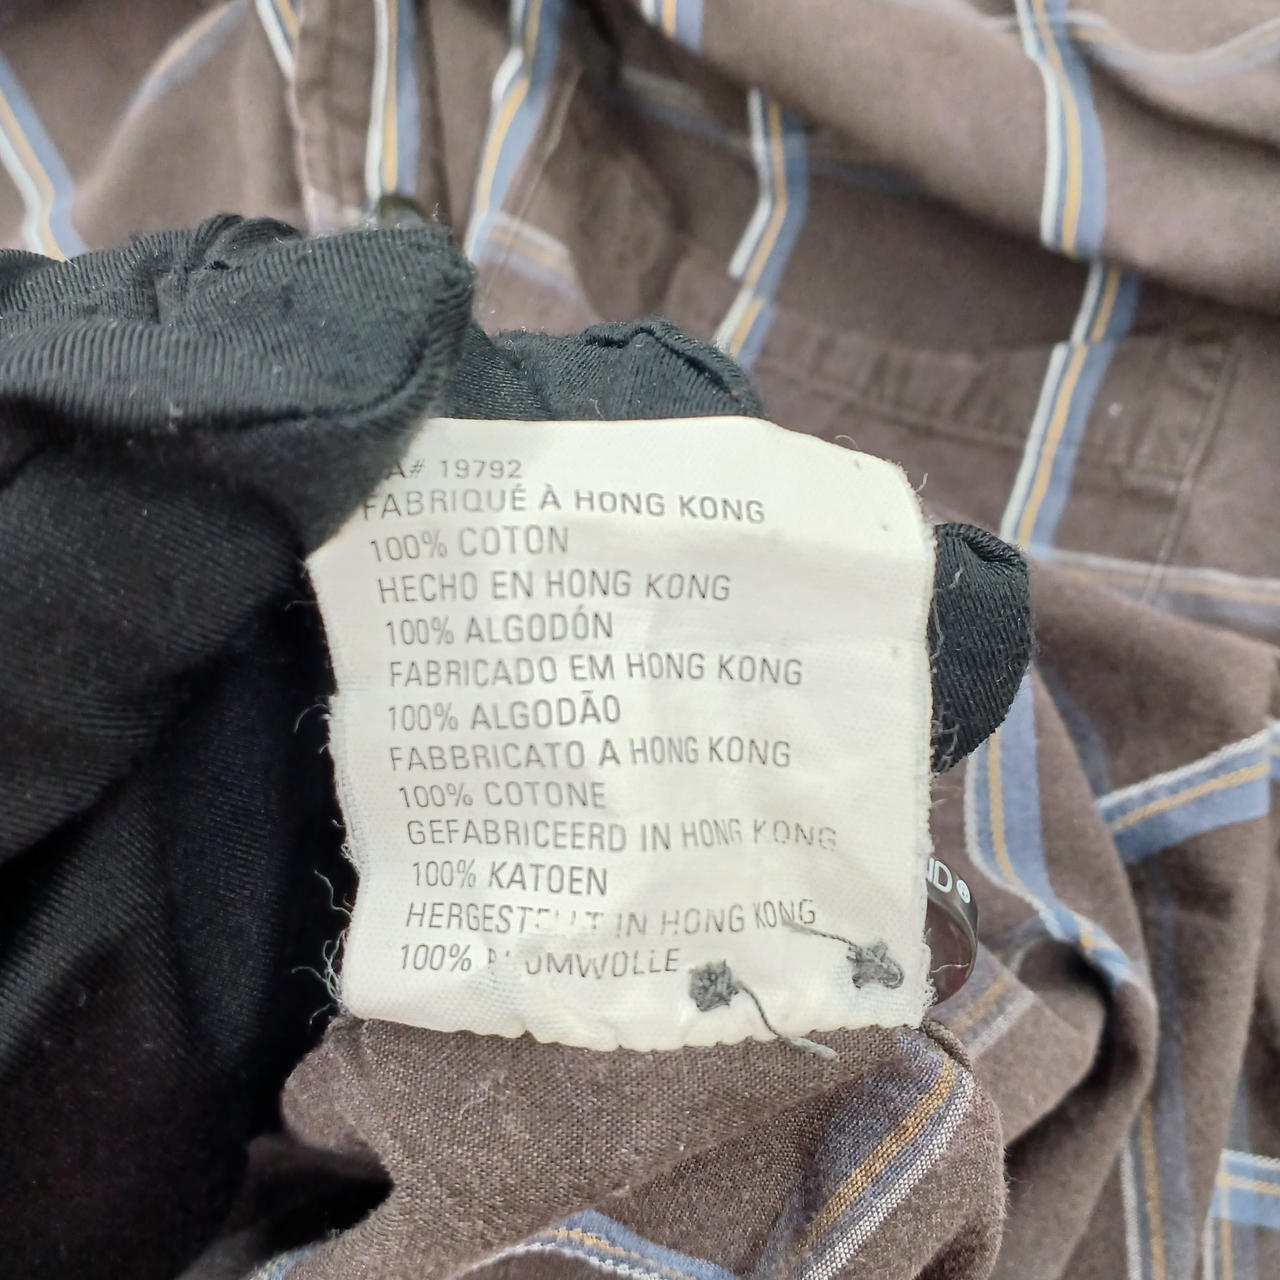 A# 19792
FABRIQUÉ À HONG KONG
100% COTON
HECHO EN HONG KONG
100% ALGODÓN
FABRICADO EM HONG KONG
100% ALGODÃO
FABBRICATO A HONG KONG
100% COTONE
GEFABRICEERD IN HONG KONG
100% KATOEN
HERGESTELLT IN HONG KONG
100% BAUMWOLLE